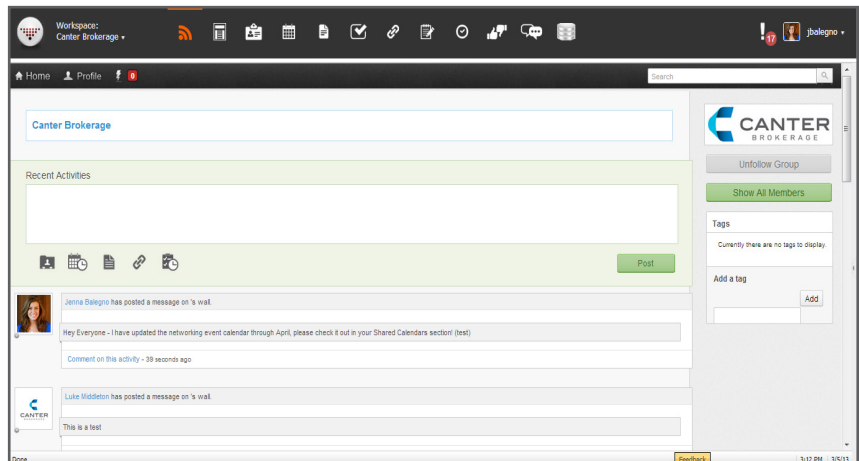 Workspace:
Canter Brokerage
17
jbalegno
Home Profile 0
Search
Canter Brokerage
CANTER
BROKERAGE
Unfollow Group
Show All Members
Recent Activities
Post
Tags
Currently there are no tags to display.
Add a tag
Add
Jenna Balegno has posted a message on 's wall.
Hey Everyone - I have updated the networking event calendar through April, please check it out in your Shared Calendars section! (test)
Comment on this activity - 39 seconds ago
CANTER
Luke Middleton has posted a message on 's wall.
This is a test
Done
Feedback
3:12 PM 3/5/13